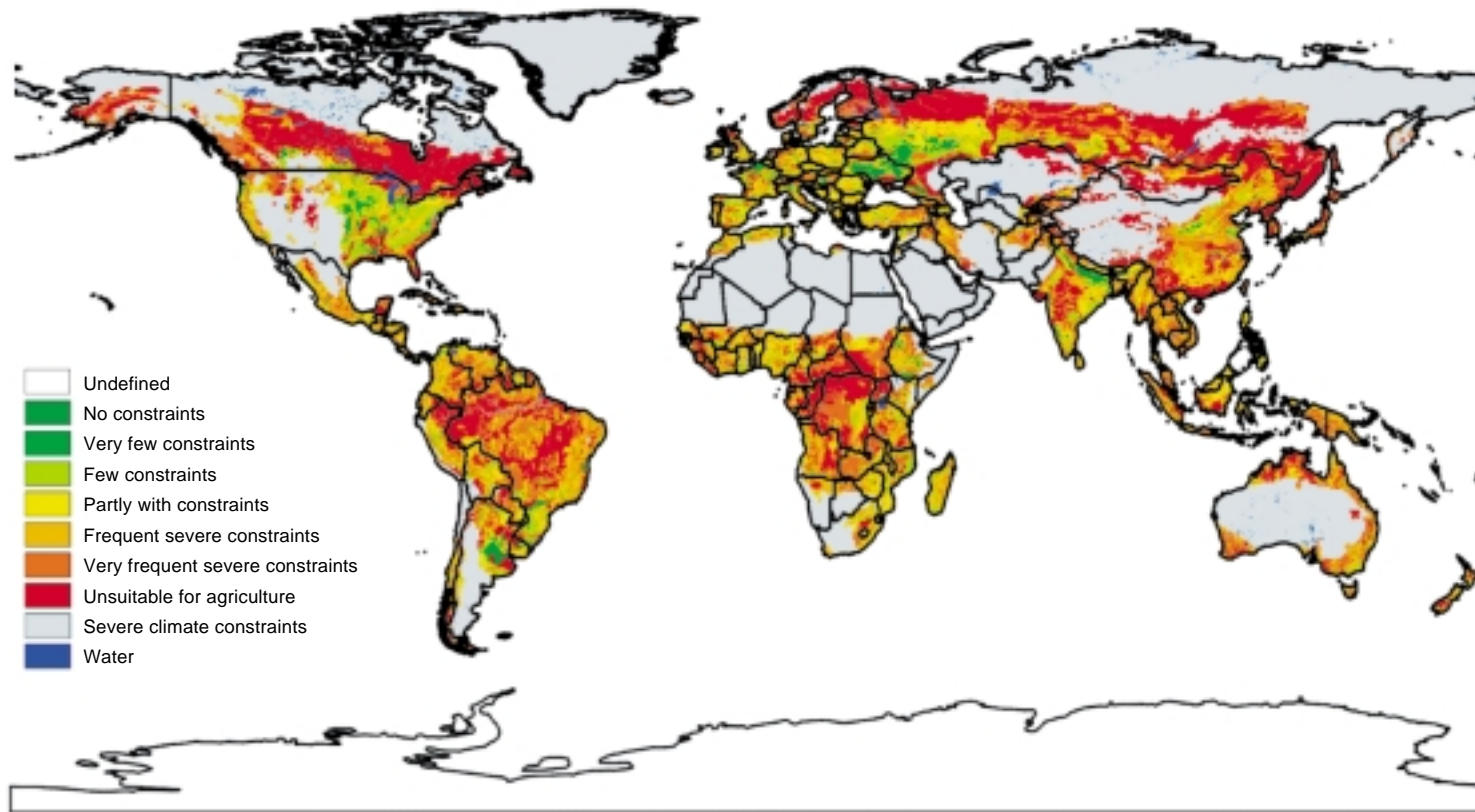 Undefined
No constraints
Very few constraints
Few constraints
Partly with constraints
Frequent severe constraints
Very frequent severe constraints
Unsuitable for agriculture
Severe climate constraints
Water